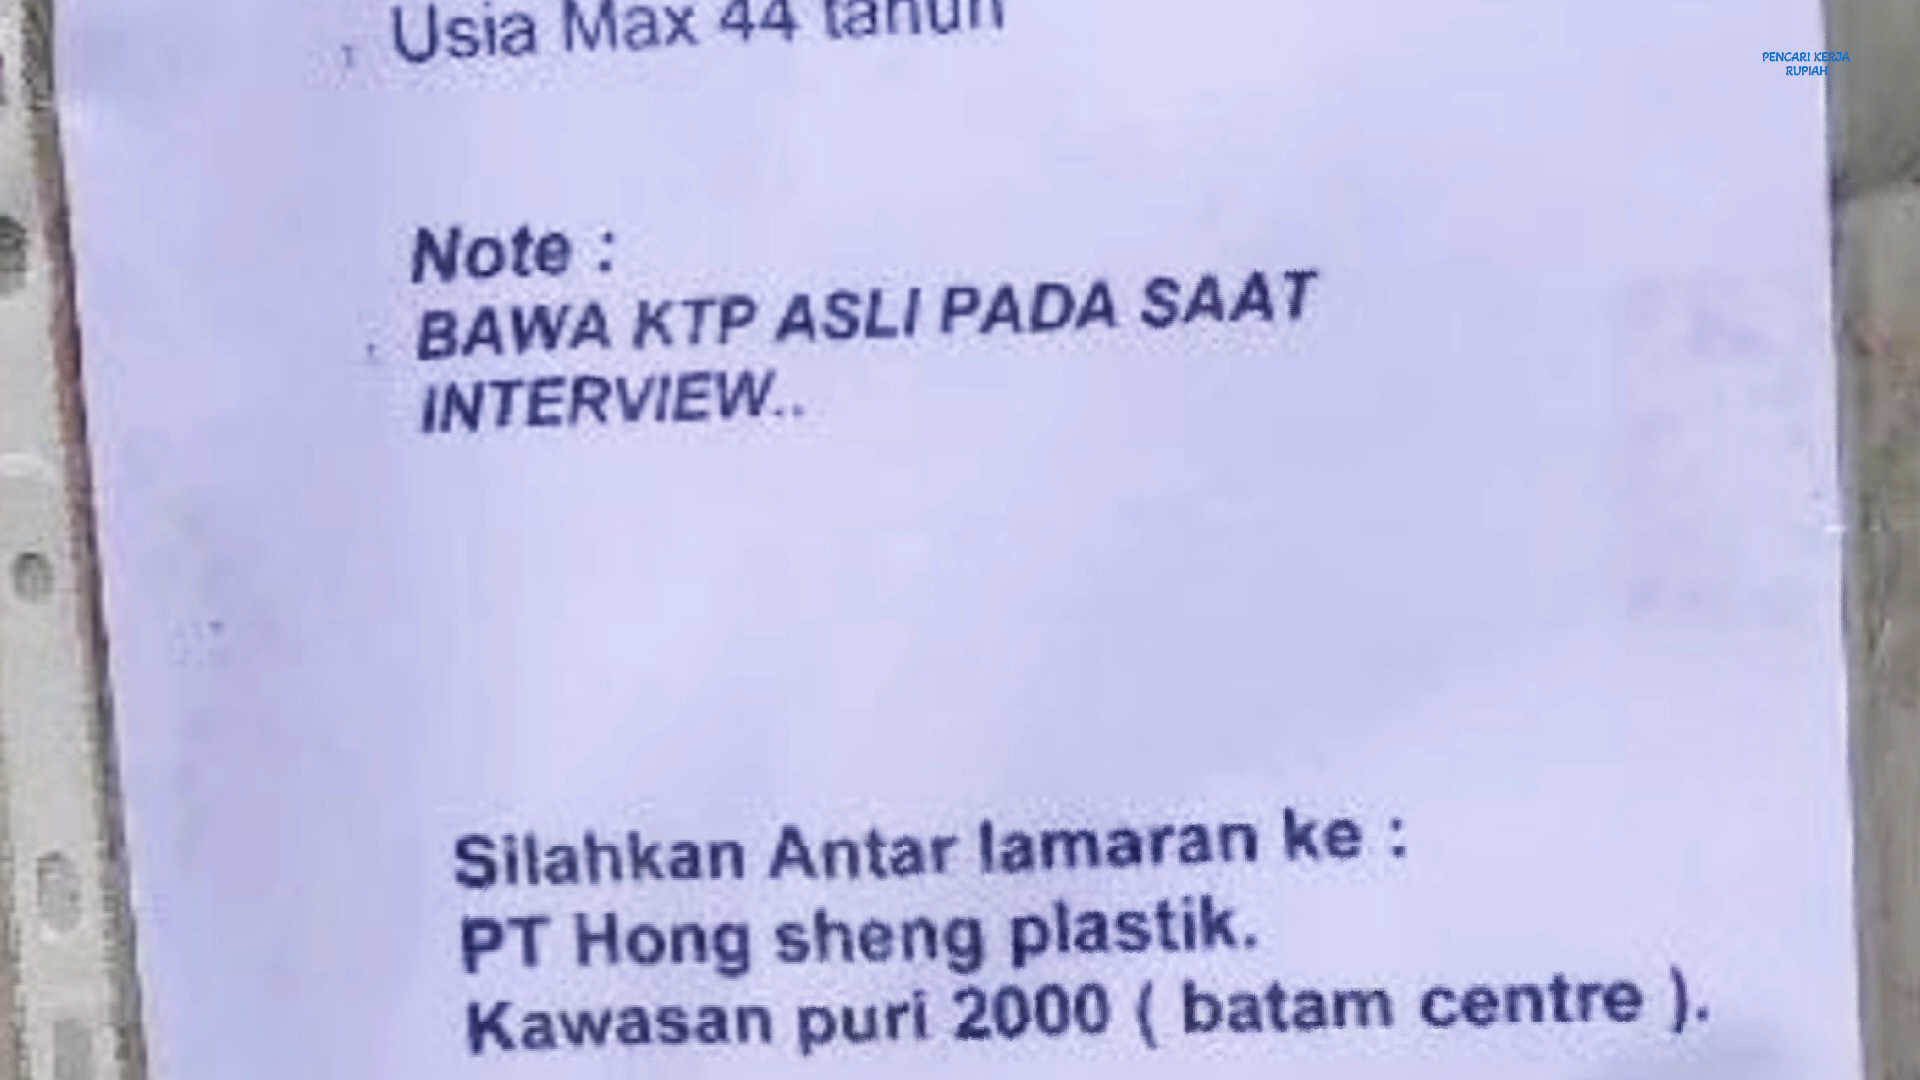 Usia Max 44 tahun
PENCARI KERJA
RUPIAH
Note :
BAWA KTP ASLI PADA SAAT
INTERVIEW..
Silahkan Antar lamaran ke :
PT Hong sheng plastik.
Kawasan puri 2000 ( batam centre ).